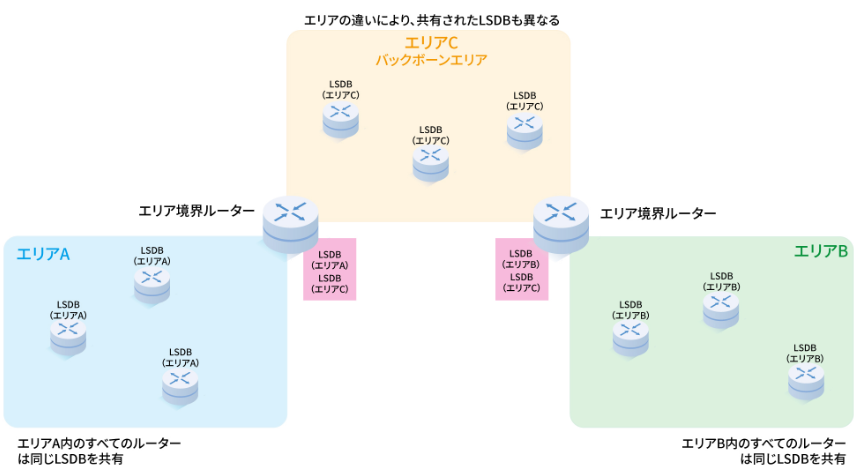 エリアの違いにより、共有されたLSDBも異なる
エリアC
バックボーンエリア
LSDB
(エリアC)
LSDB
(エリアC)
LSDB
(エリアC)
エリア境界ルーター
エリア境界ルーター
エリアA
LSDB
(エリアA)
LSDB
(エリアA)
LSDB
(エリアA)
LSDB
(エリアA)
LSDB
(エリアC)
LSDB
(エリアB)
LSDB
(エリアC)
エリアB
LSDB
(エリアB)
LSDB
(エリアB)
LSDB
(エリアB)
エリアA内のすべてのルーター
は同じLSDBを共有
エリアB内のすべてのルーター
は同じLSDBを共有